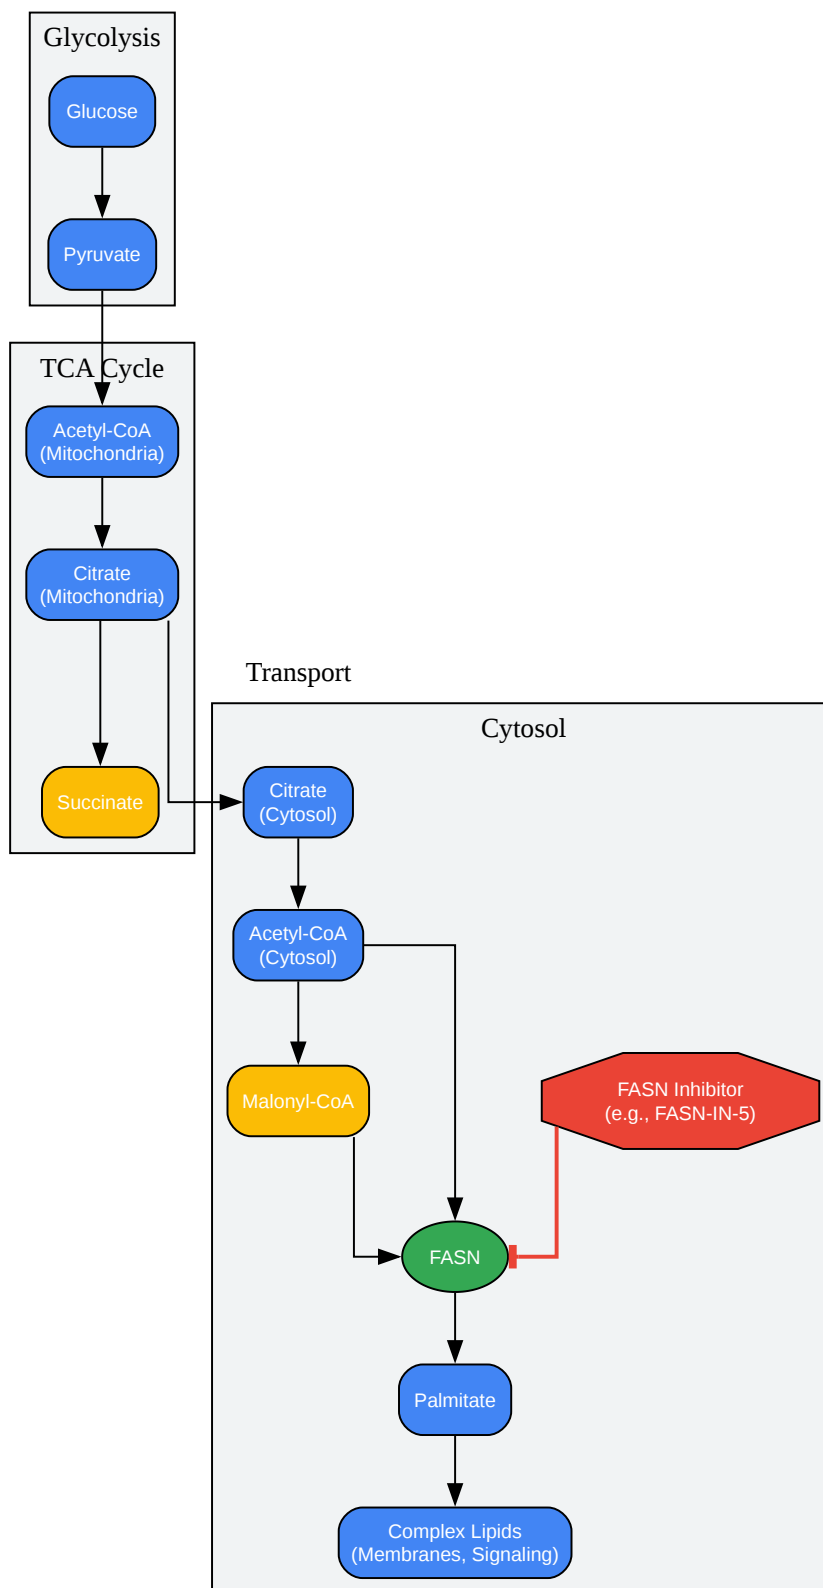 Glycolysis
Glucose
Pyruvate
TCA Cycle
Acetyl-CoA
(Mitochondria)
Citrate
(Mitochondria)
Transport
Cytosol
Succinate
Citrate
(Cytosol)
Acetyl-CoA
(Cytosol)
Malonyl-CoA
FASN Inhibitor
(e.g., FASN-IN-5)
FASN
Palmitate
Complex Lipids
(Membranes, Signaling)